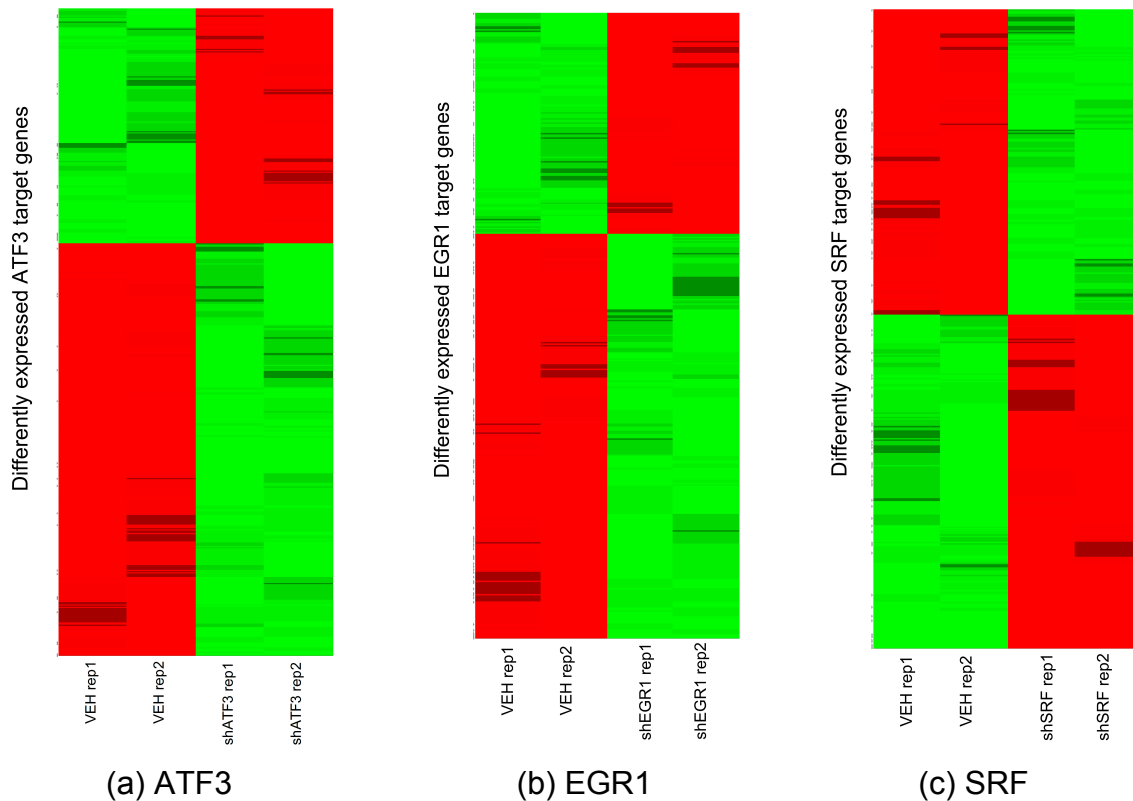 Differently expressed ATF3 target genes
VEH rep1
VEH rep2
shATF3 rep1
shATF3 rep2
(a) ATF3
Differently expressed EGR1 target genes
VEH rep1
VEH rep2
shEGR1 rep1
shEGR1 rep2
(b) EGR1
Differently expressed SRF target genes
VEH rep1
VEH rep2
shSRF rep1
shSRF rep2
(c) SRF